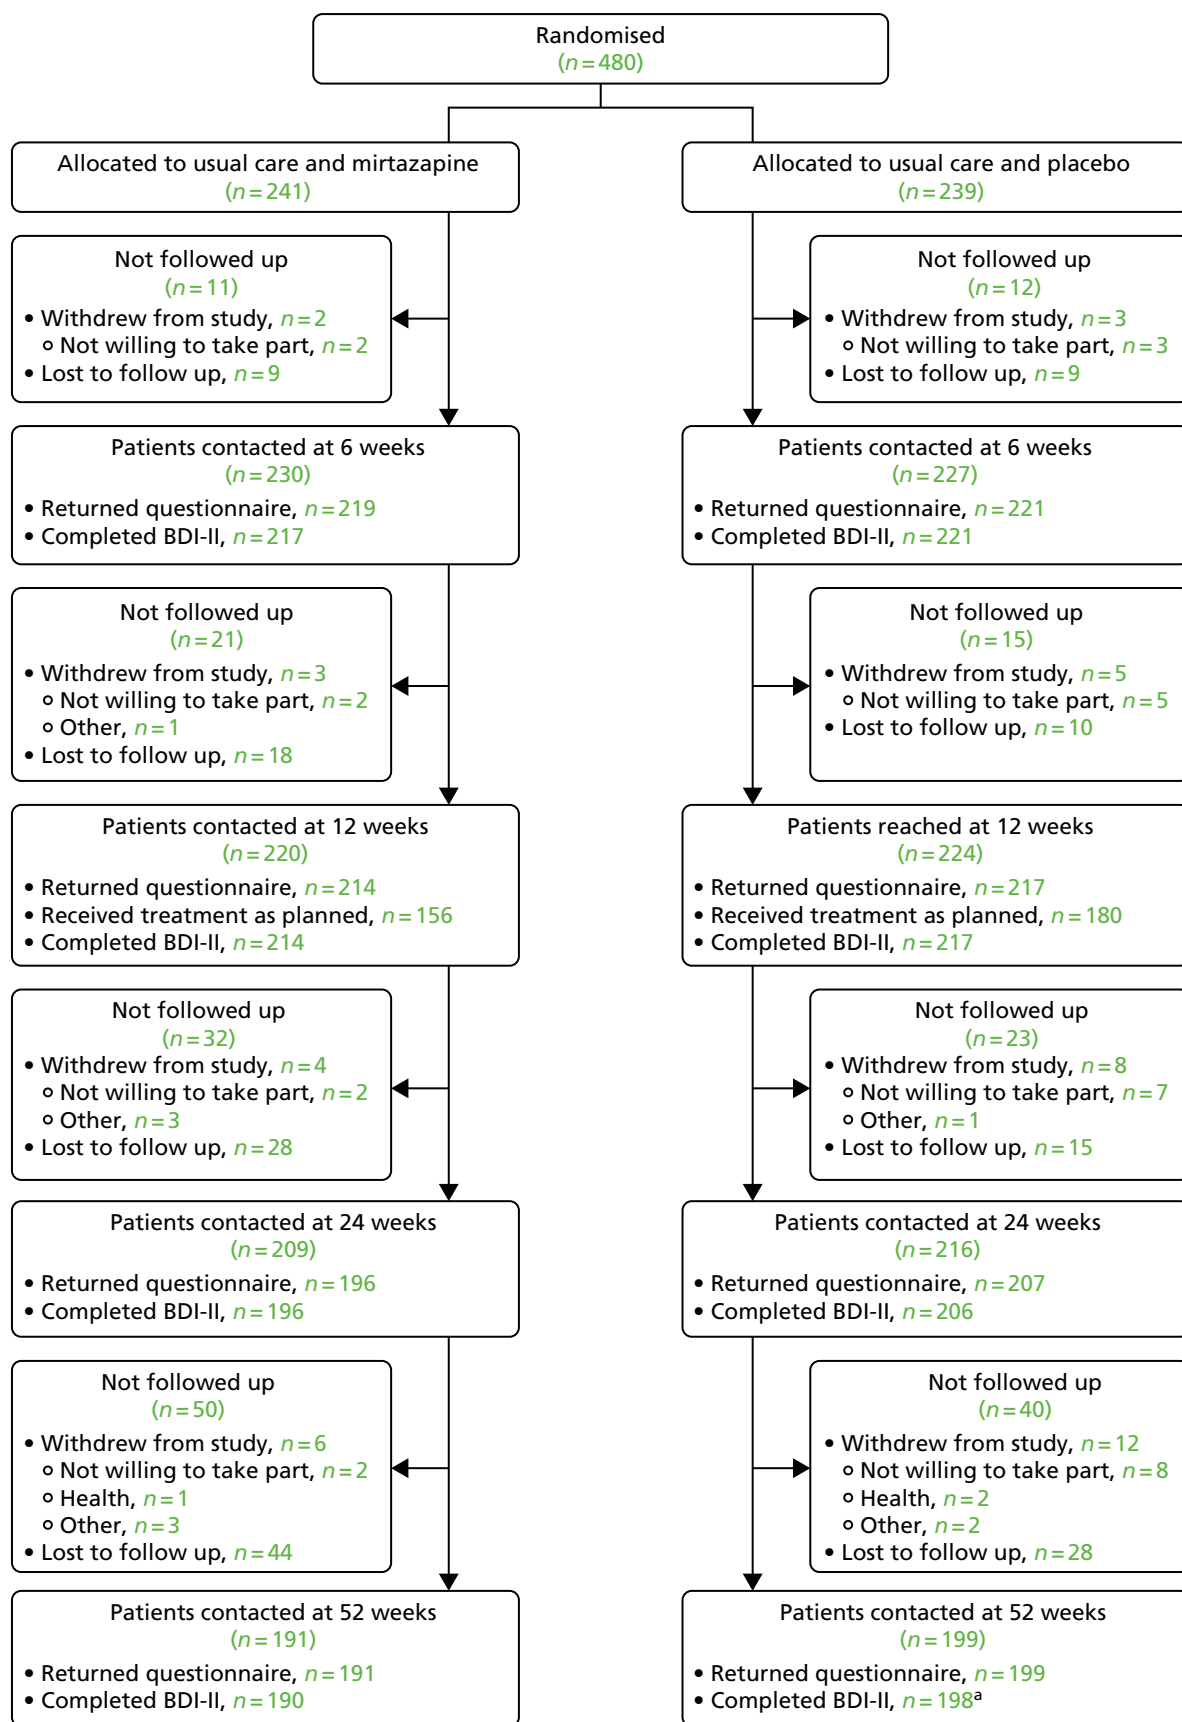 Randomised
(n=480)
Allocated to usual care and mirtazapine
(n=241)
Allocated to usual care and placebo
(n=239)
Not followed up
(n=11)
• Withdrew from study, n=2
Not willing to take part, n=2
• Lost to follow up, n=9
Not followed up
(n=12)
• Withdrew from study, n=3
Not willing to take part, n=3
• Lost to follow up, n=9
Patients contacted at 6 weeks
(n=230)
• Returned questionnaire, n=219
• Completed BDI-II, n=217
Patients contacted at 6 weeks
(n=227)
• Returned questionnaire, n=221
• Completed BDI-II, n=221
Not followed up
(n=21)
• Withdrew from study, n=3
Not willing to take part, n=2
Other, n=1
• Lost to follow up, n=18
Not followed up
(n=15)
• Withdrew from study, n=5
Not willing to take part, n=5
• Lost to follow up, n=10
Patients contacted at 12 weeks
(n=220)
• Returned questionnaire, n=214
• Received treatment as planned, n=156
• Completed BDI-II, n=214
Patients reached at 12 weeks
(n=224)
• Returned questionnaire, n=217
• Received treatment as planned, n=180
• Completed BDI-II, n=217
Not followed up
(n=32)
• Withdrew from study, n=4
Not willing to take part, n=2
Other, n=3
• Lost to follow up, n=28
Not followed up
(n=23)
• Withdrew from study, n=8
Not willing to take part, n=7
Other, n=1
• Lost to follow up, n=15
Patients contacted at 24 weeks
(n=209)
• Returned questionnaire, n=196
• Completed BDI-II, n=196
Patients contacted at 24 weeks
(n=216)
• Returned questionnaire, n=207
• Completed BDI-II, n=206
Not followed up
(n=50)
• Withdrew from study, n=6
Not willing to take part, n=2
Health, n=1
Other, n=3
• Lost to follow up, n=44
Not followed up
(n=40)
• Withdrew from study, n=12
Not willing to take part, n=8
Health, n=2
Other, n=2
• Lost to follow up, n=28
Patients contacted at 52 weeks
(n=191)
• Returned questionnaire, n=191
• Completed BDI-II, n=190
Patients contacted at 52 weeks
(n=199)
• Returned questionnaire, n=199
• Completed BDI-II, n=198a